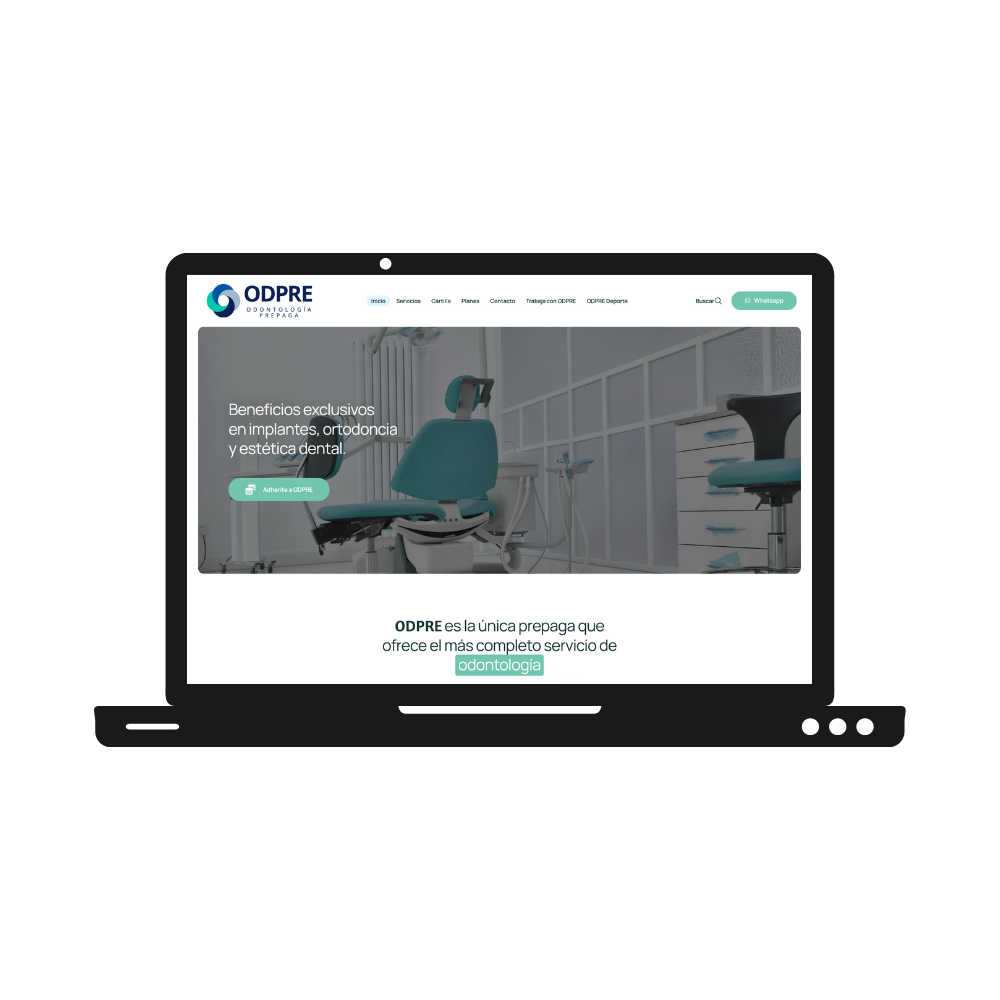 ODPRE
ODONTOLOGÍA
PREPAGA
Inicio Servicios Cartilla Planes Contacto Trabaja con ODPRE ODPRE Deporte Buscar Whatsapp
Beneficios exclusivos
en implantes, ortodoncia
y estética dental.
Adherite a ODPRE
ODPRE es la única prepaga que
ofrece el más completo servicio de
odontología